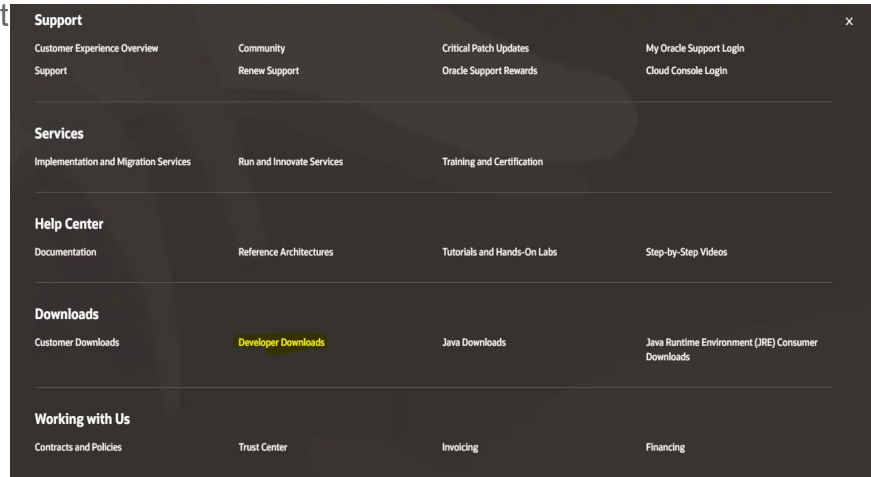 t
Support
X
Customer Experience Overview
Community
Critical Patch Updates
My Oracle Support Login
Support
Renew Support
Oracle Support Rewards
Cloud Console Login
Services
Implementation and Migration Services
Run and Innovate Services
Training and Certification
Help Center
Documentation
Reference Architectures
Tutorials and Hands-On Labs
Step-by-Step Videos
Downloads
Customer Downloads
Developer Downloads
Java Downloads
Java Runtime Environment (JRE) Consumer
Downloads
Working with Us
Contracts and Policies
Trust Center
Invoicing
Financing